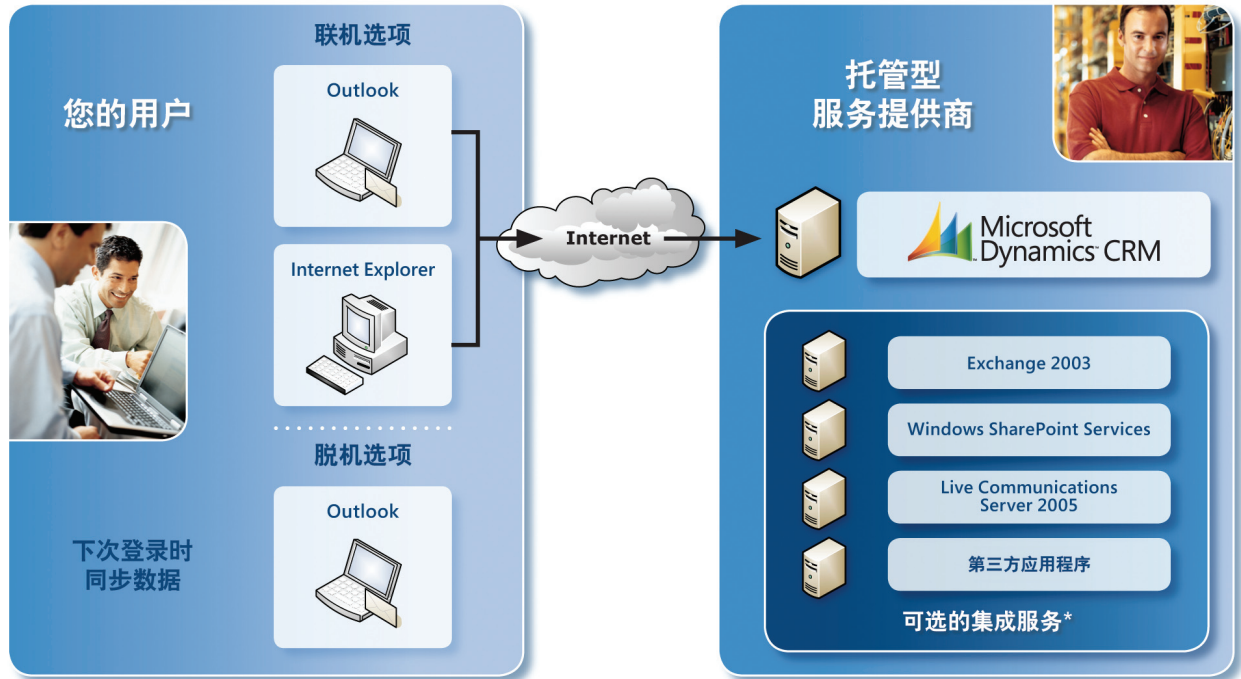 您的用户
联机选项
Outlook
Internet Explorer
脱机选项
下次登录时
同步数据
Outlook
Internet
托管型
服务提供商
Microsoft
Dynamics™ CRM
Exchange 2003
Windows SharePoint Services
Live Communications
Server 2005
第三方应用程序
可选的集成服务*